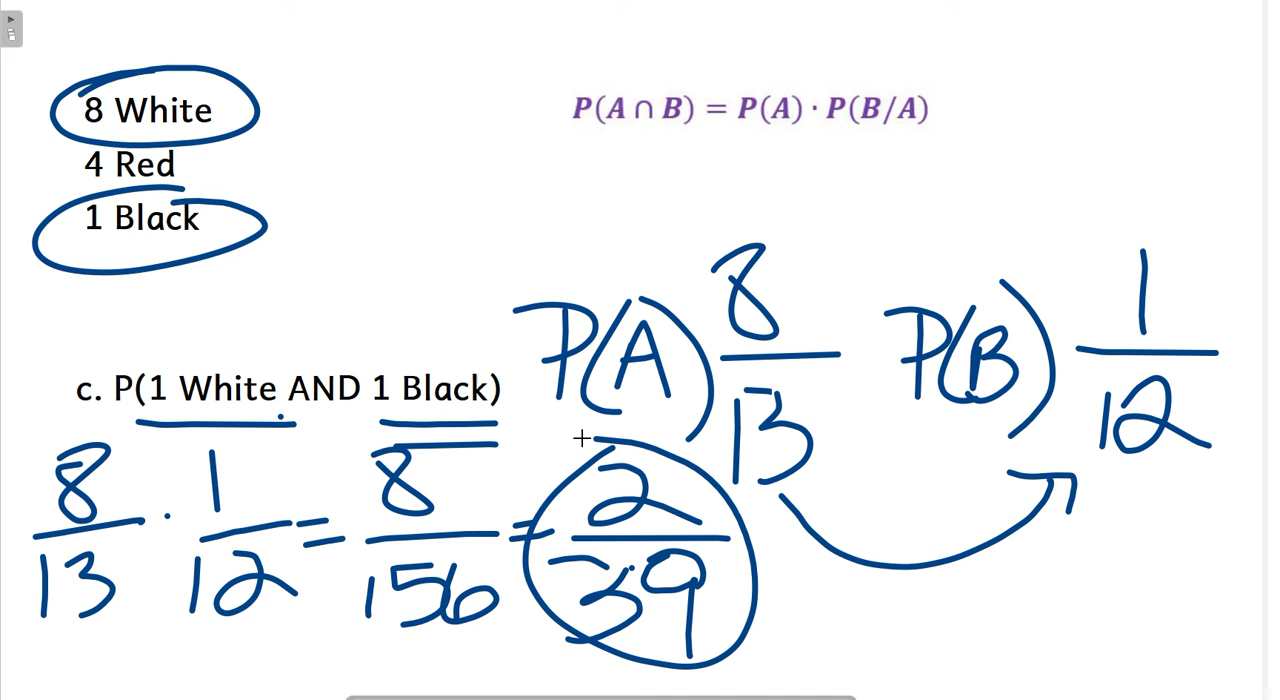 8 White
4 Red
1 Black
P(A ∩ B) = P(A) · P(B/A)
P(A) 8/13
P(B) 1/12
c. P(1 White AND 1 Black)
8/13 · 1/12 = 8/156 = 2/39